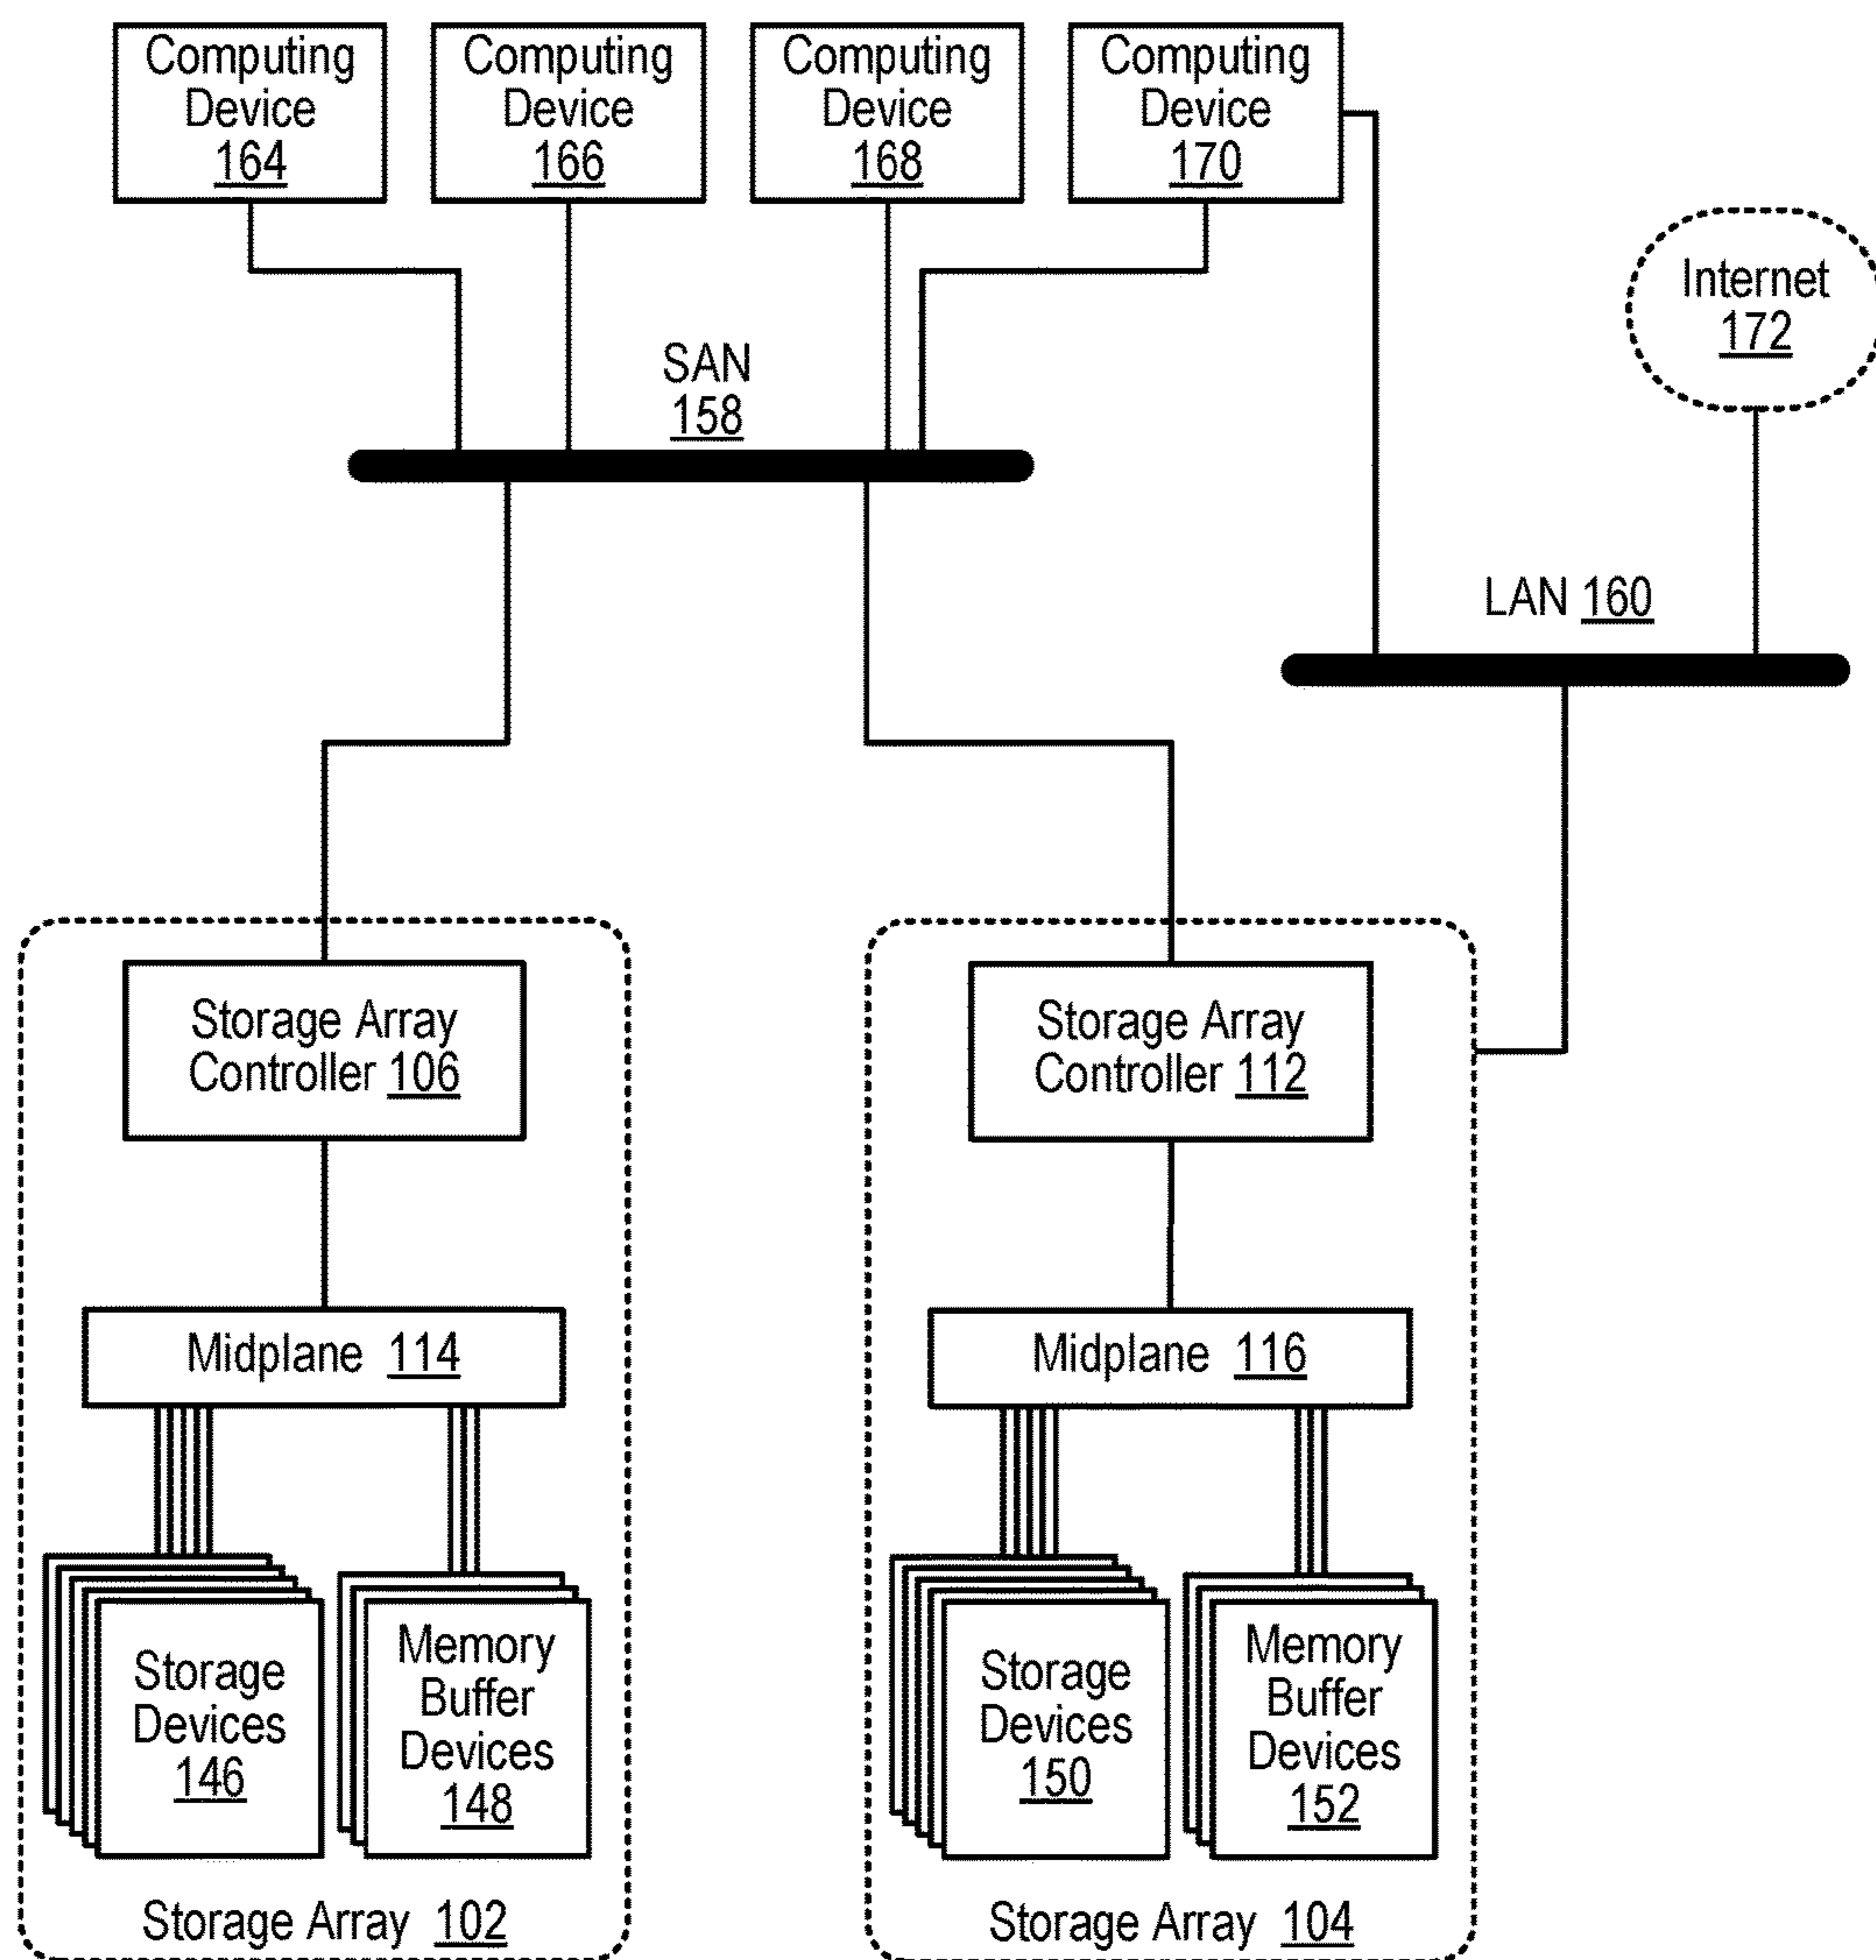 Computing
Device
164
Computing
Device
166
Computing
Device
168
Computing
Device
170
Internet
172
SAN
158
LAN 160
Storage Array
Controller 106
Storage Array
Controller 112
Midplane 114
Midplane 116
Storage
Devices
146
Memory
Buffer
Devices
148
Storage
Devices
150
Memory
Buffer
Devices
152
Storage Array 102
Storage Array 104